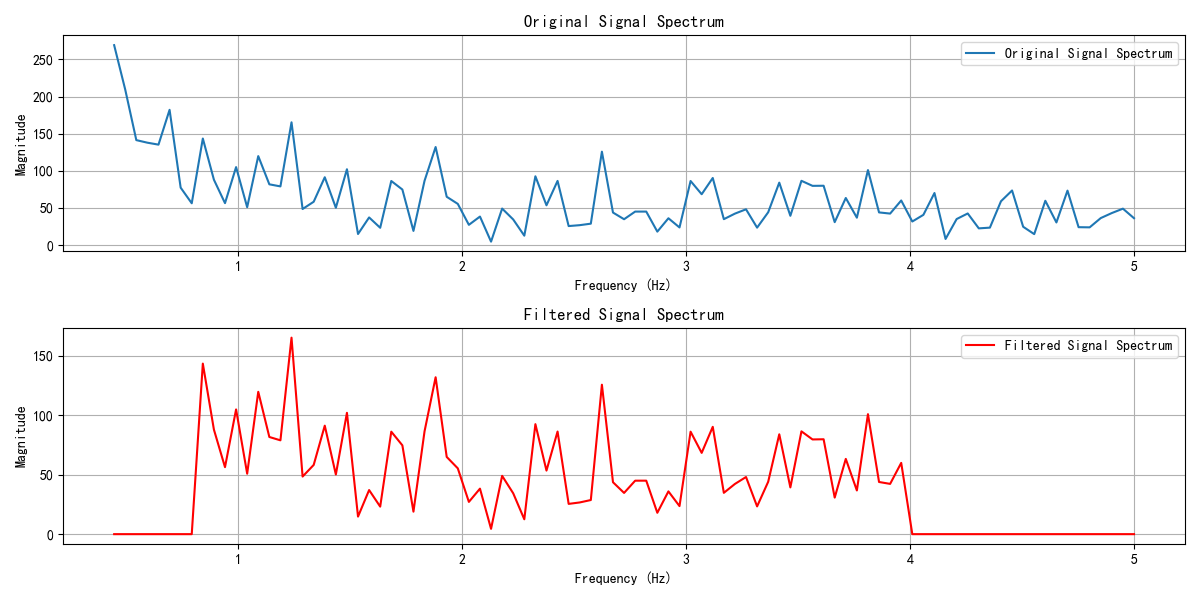 Original Signal Spectrum
Original Signal Spectrum
Magnitude
250
200
150
100
50
0
1 2 3 4 5
Frequency (Hz)
Filtered Signal Spectrum
Filtered Signal Spectrum
Magnitude
150
100
50
0
1 2 3 4 5
Frequency (Hz)